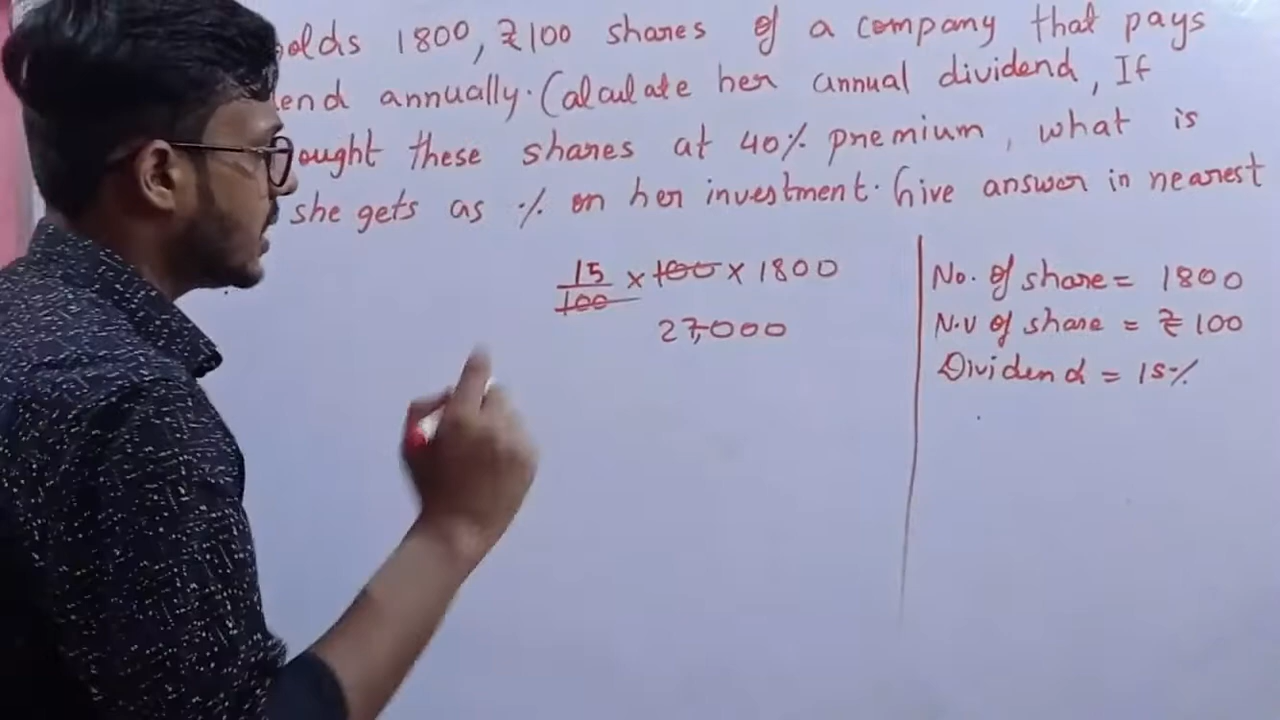 holds 1800, ₹100 shares of a company that pays
end annually. Calculate her annual dividend, If
ought these shares at 40% premium, what is
she gets as % on her investment. Give answer in nearest
15/100 × 100 × 1800
27,000
No. of share = 1800
N.V of share = ₹ 100
Dividend = 15%